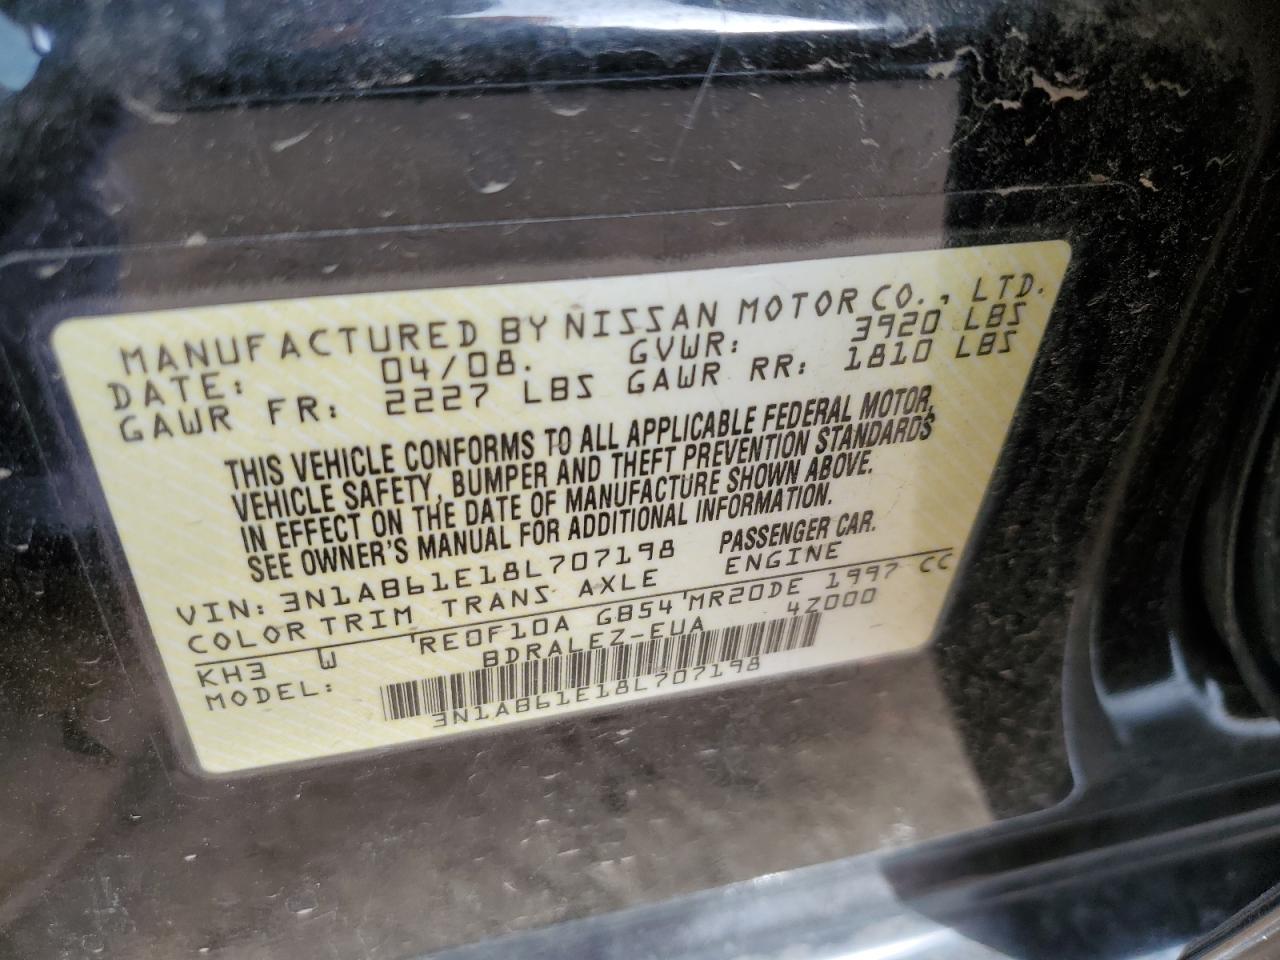 MANUFACTURED BY NISSAN MOTOR CO., LTD.
DATE: 04/08. GVWR: 3920 LBS
GAWR FR: 2227 LBS GAWR RR: 1810 LBS
THIS VEHICLE CONFORMS TO ALL APPLICABLE FEDERAL MOTOR,
VEHICLE SAFETY, BUMPER AND THEFT PREVENTION STANDARDS
IN EFFECT ON THE DATE OF MANUFACTURE SHOWN ABOVE.
SEE OWNER'S MANUAL FOR ADDITIONAL INFORMATION.
VIN: 3N1AB61E18L707198 PASSENGER CAR.
COLOR TRIM TRANS AXLE ENGINE
KH3 W RE0F10A GB54 MR20DE 1997 CC
MODEL: BDRALEZ-EUA 4Z000
3N1AB61E18L707198